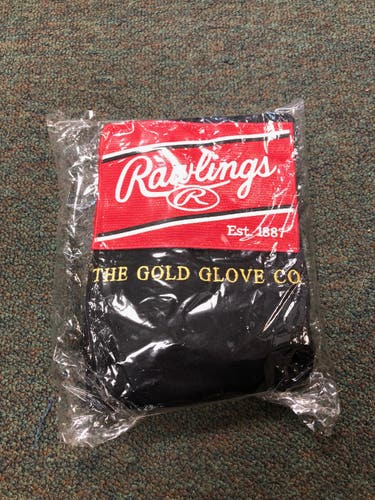 Rawlings
R
Est. 1887
THE GOLD GLOVE CO